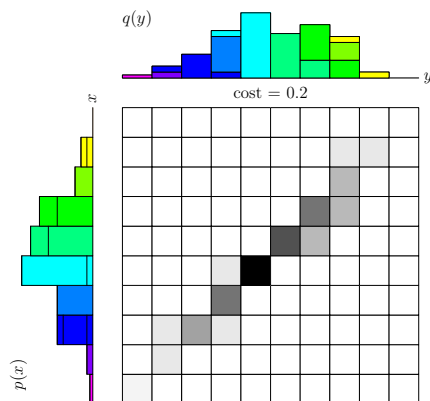 q(y)
y
cost = 0.2
x
p(x)